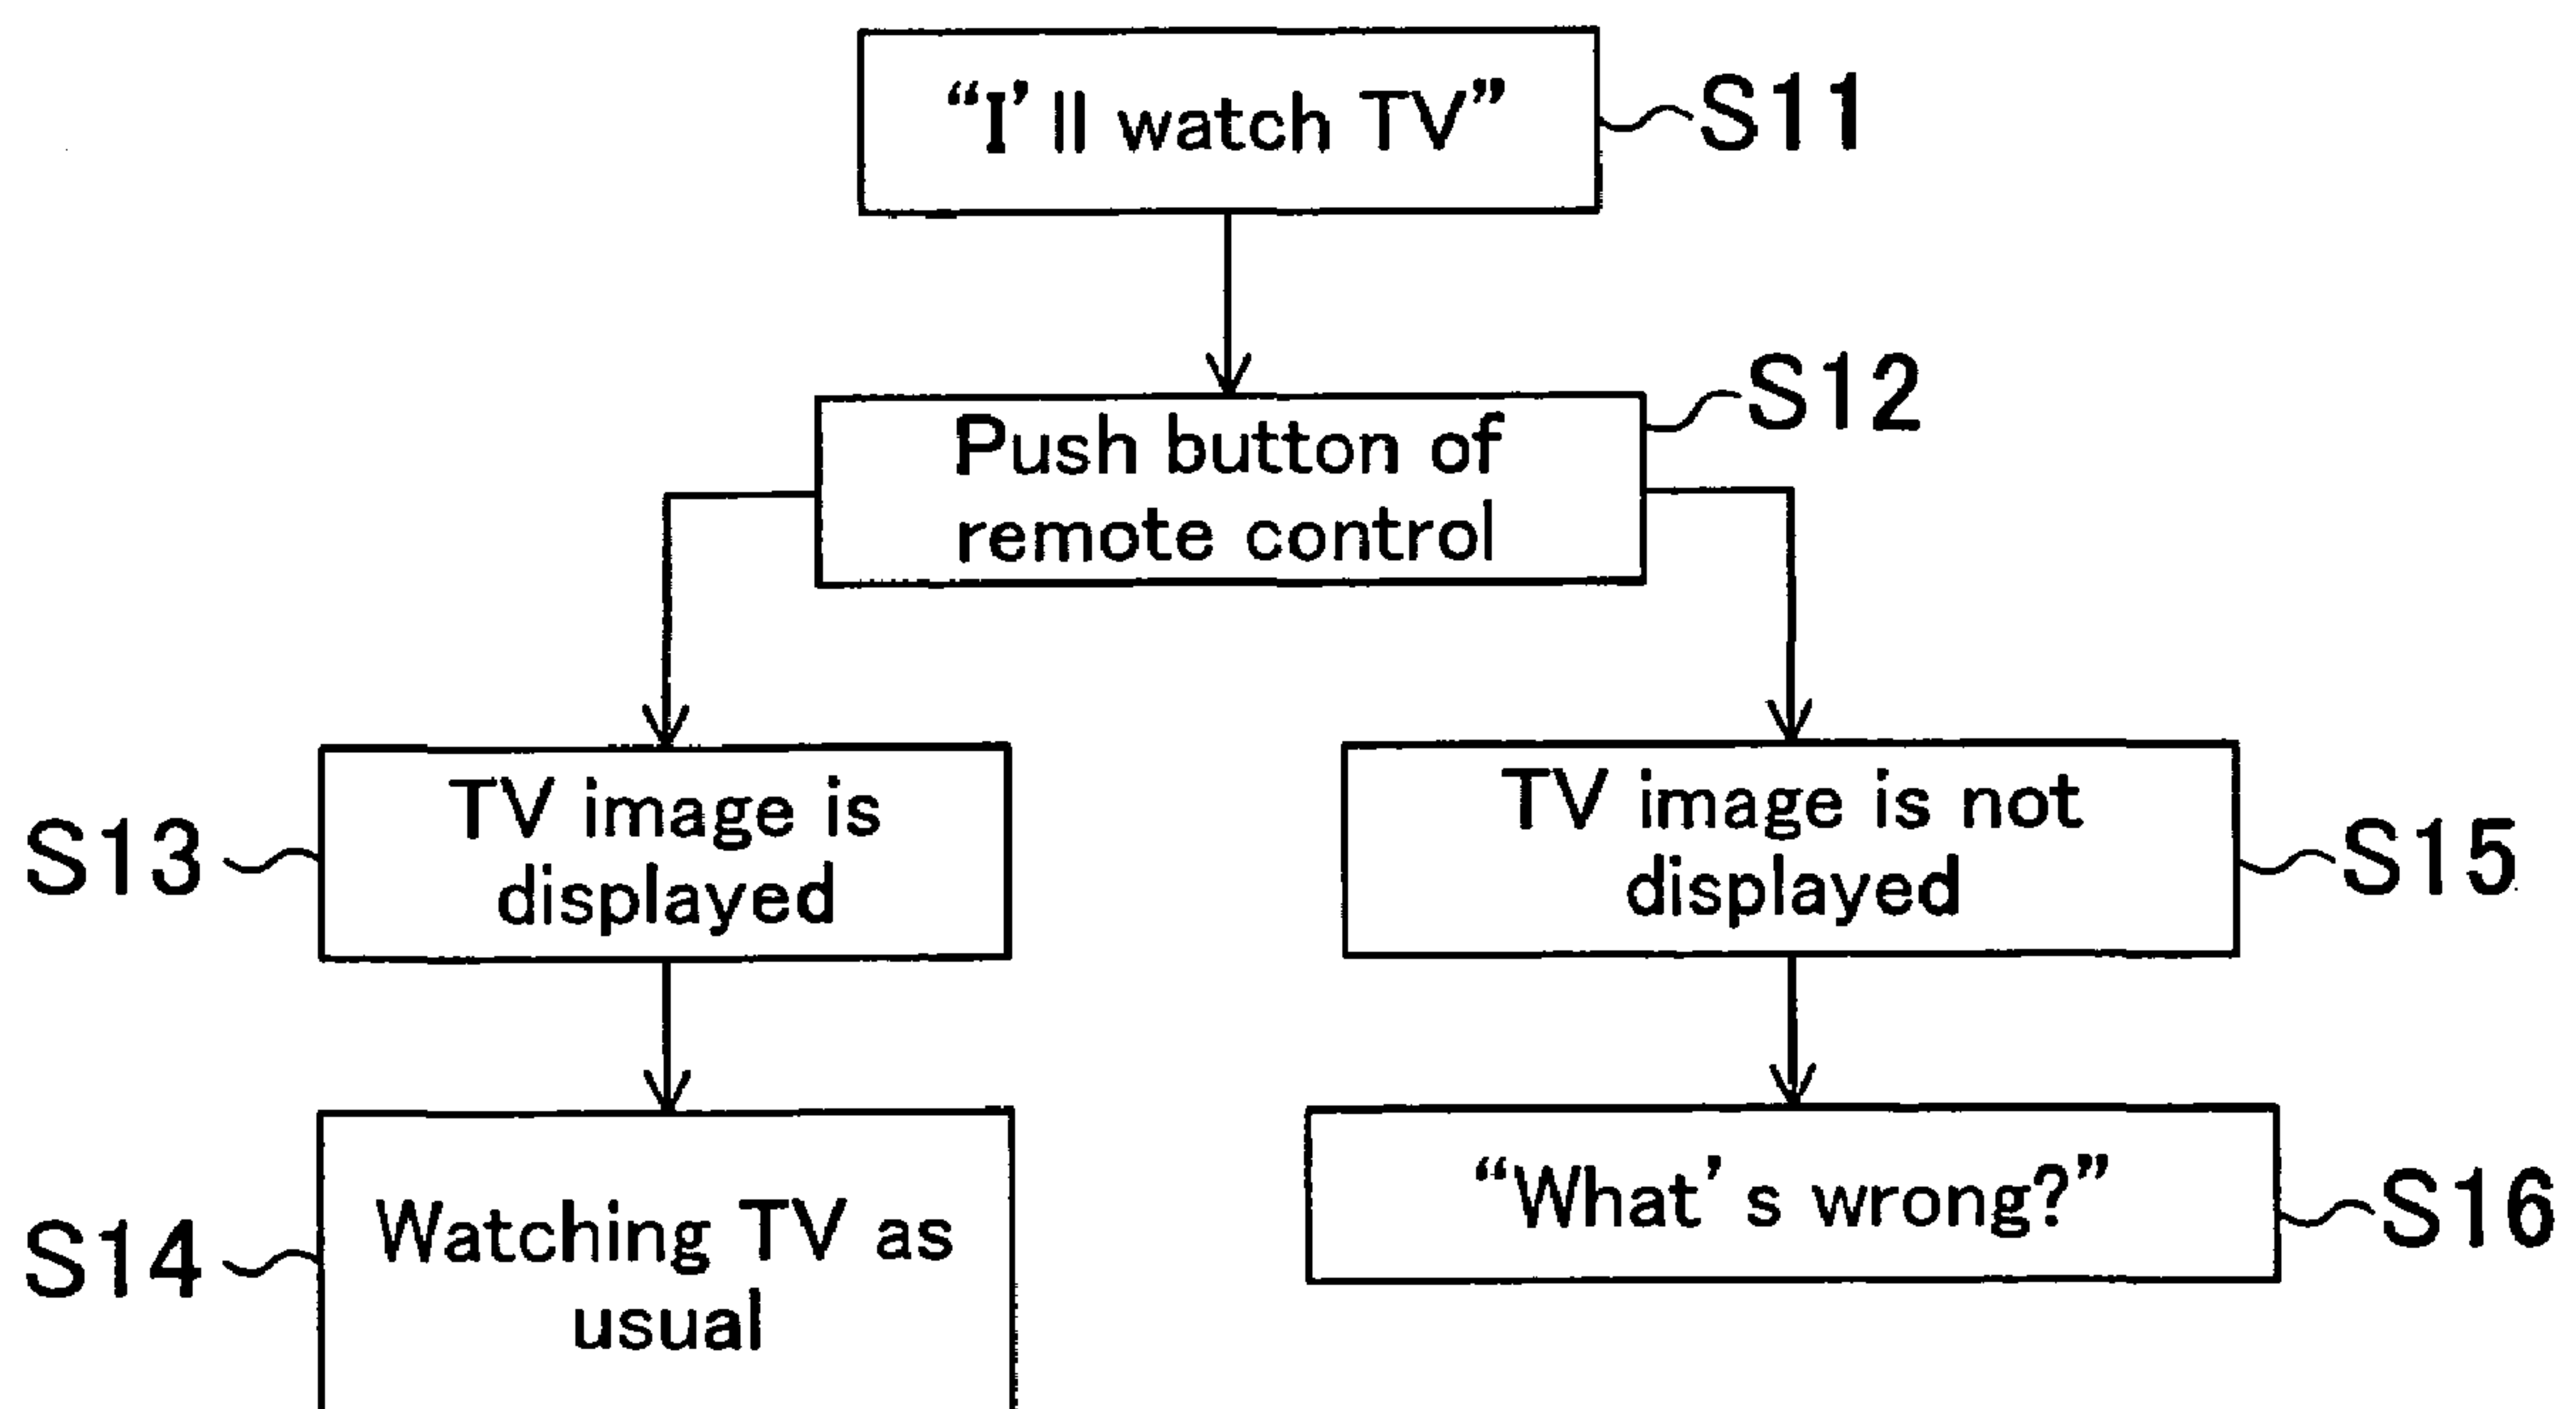 “I’ll watch TV”
S11
S12
Push button of
remote control
TV image is
displayed
S13
TV image is not
displayed
S15
Watching TV as
usual
S14
“What’s wrong?”
S16